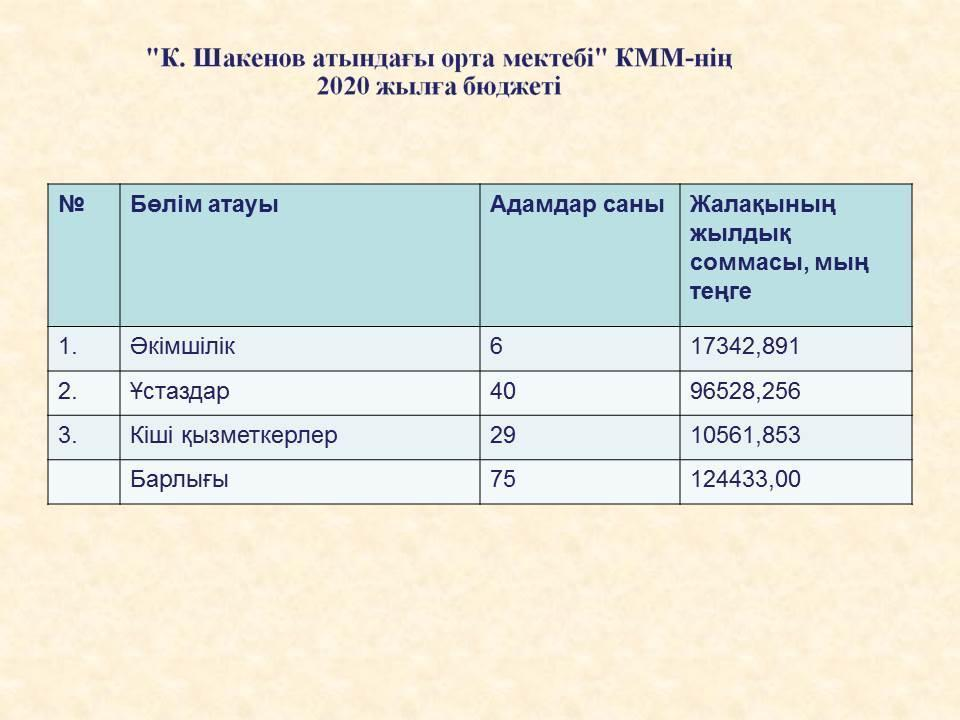 "К. Шакенов атындағы орта мектебі" КММ-нің
2020 жылға бюджеті
№ Бөлім атауы Адамдар саны Жалақының
жылдық
соммасы, мың
теңге
1. Әкімшілік 6 17342,891
2. Ұстаздар 40 96528,256
3. Кіші қызметкерлер 29 10561,853
Барлығы 75 124433,00